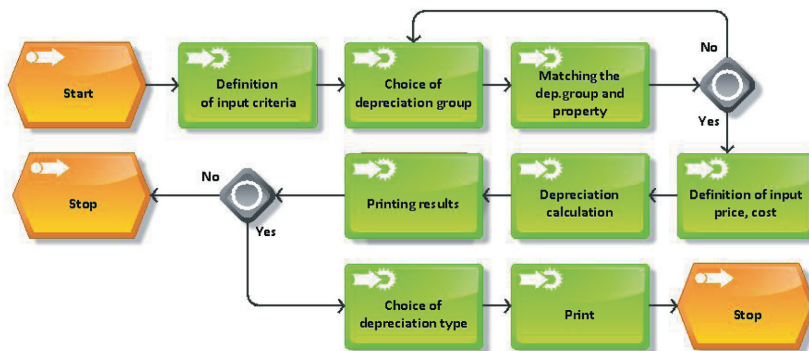 Start
Definition
of input criteria
Choice of
depreciation group
Matching the
dep.group and
property
No
Yes
Stop
No
Yes
Printing results
Depreciation
calculation
Definition of input
price, cost
Choice of
depreciation type
Print
Stop